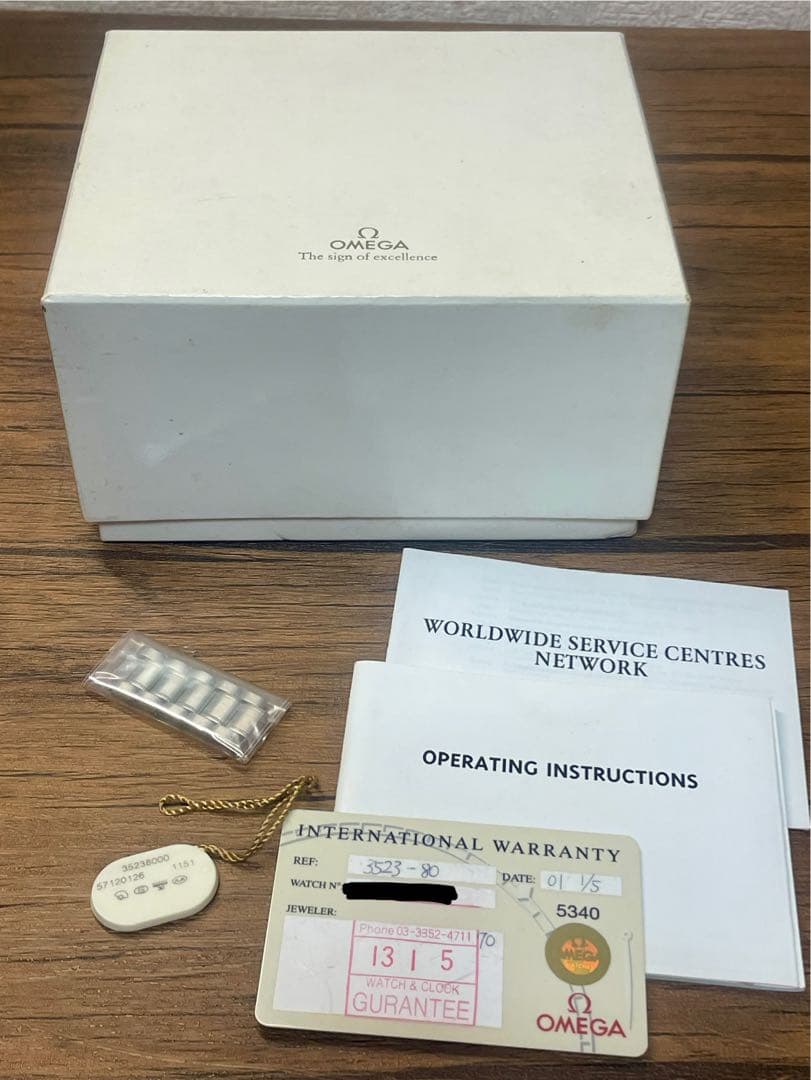 Ω
OMEGA
The sign of excellence
WORLDWIDE SERVICE CENTRES
NETWORK
OPERATING INSTRUCTIONS
35238000
1151
57120126
INTERNATIONAL WARRANTY
REF: 3523-80
DATE: 01 1/5
WATCH Nº
5340
JEWELER:
Phone 03-3352-4711
13 1 5
WATCH & CLOCK
GURANTEE
Ω
OMEGA